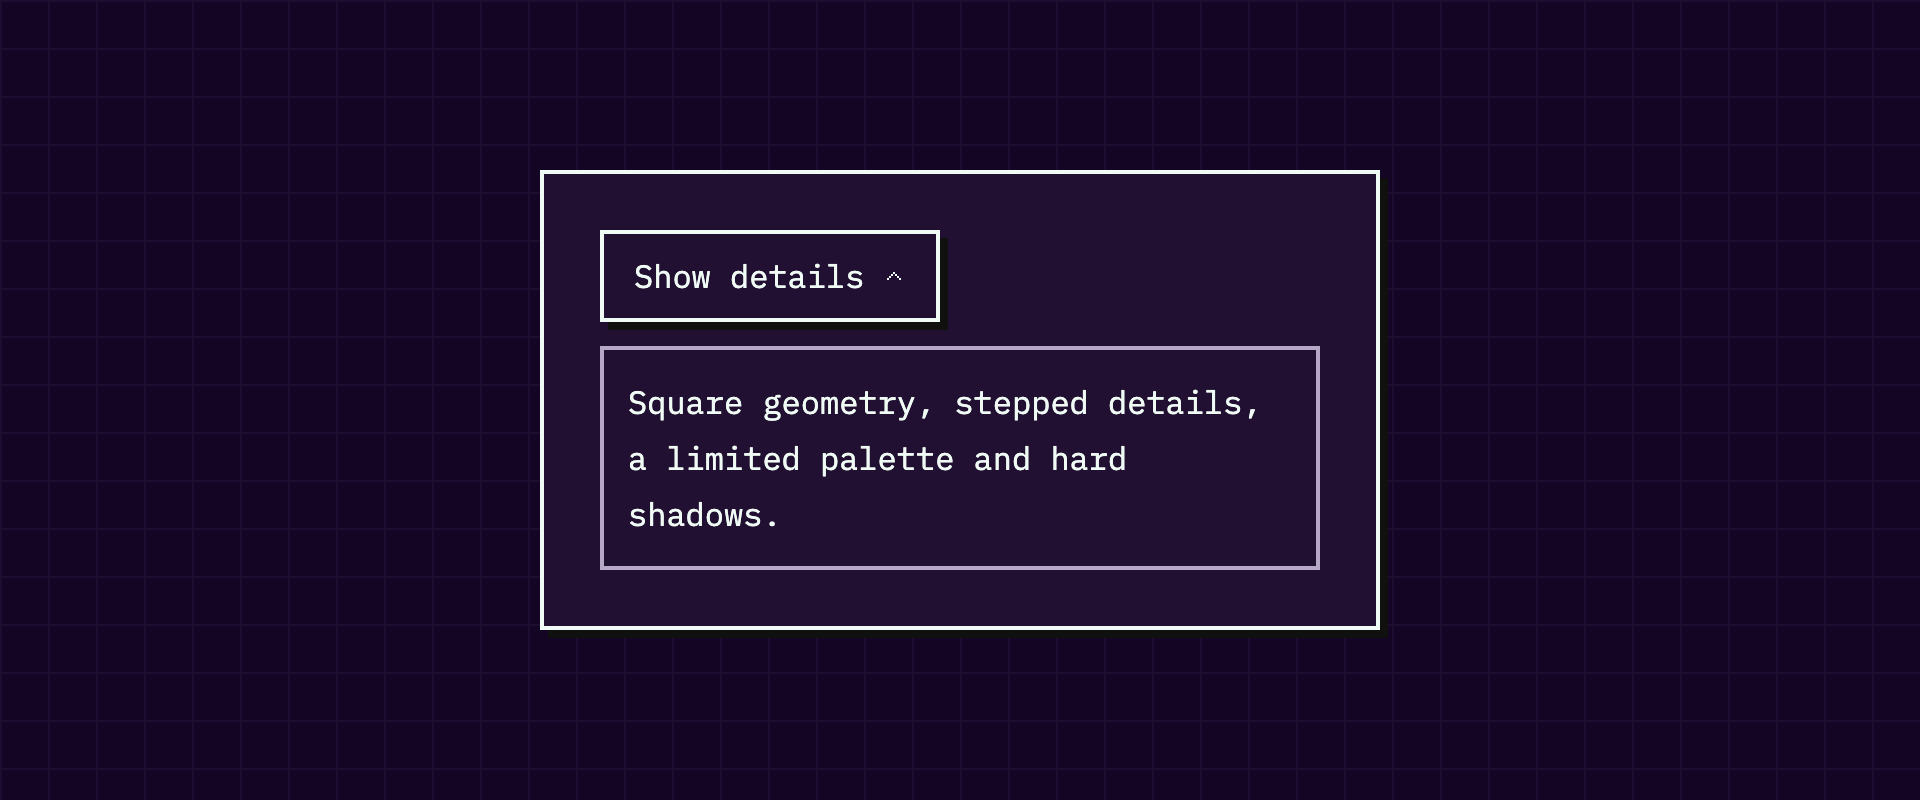 Show details
Square geometry, stepped details,
a limited palette and hard
shadows.